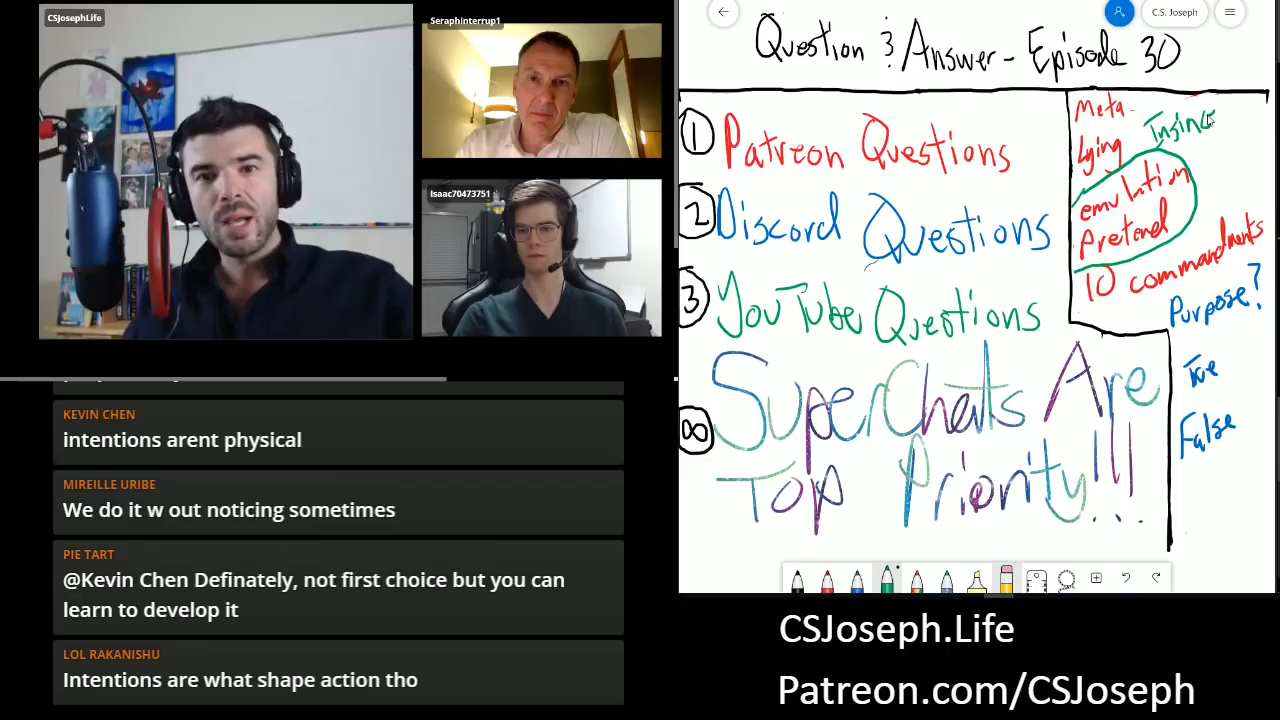 CSJosephLife
SeraphInterrup1
Isaac70473751
KEVIN CHEN
intentions arent physical
MIREILLE URIBE
We do it w out noticing sometimes
PIE TART
@Kevin Chen Definately, not first choice but you can
learn to develop it
LOL RAKANISHU
Intentions are what shape action tho
C.S. Joseph
Question & Answer - Episode 30
1 Patreon Questions
2 Discord Questions
3 YouTube Questions
∞ SuperChats Are
Top Priority!!!...
Meta
lying
emulation
Pretend
10 commandments
Purpose?
True
False
CSJoseph.Life
Patreon.com/CSJoseph